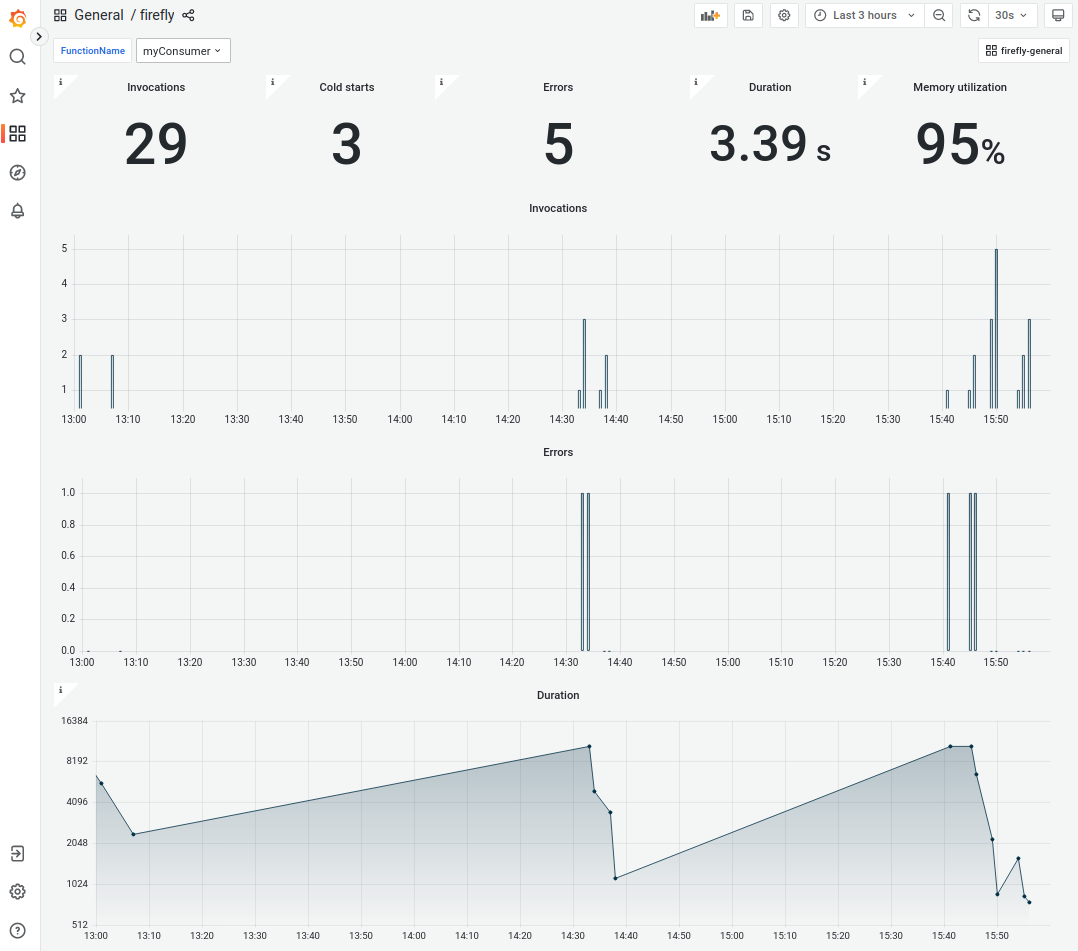 General / firefly
Last 3 hours
30s
FunctionName
myConsumer
firefly-general
Invocations
29
Cold starts
3
Errors
5
Duration
3.39 s
Memory utilization
95%
Invocations
5
4
3
2
1
13:00 13:10 13:20 13:30 13:40 13:50 14:00 14:10 14:20 14:30 14:40 14:50 15:00 15:10 15:20 15:30 15:40 15:50
Errors
1.0
0.8
0.6
0.4
0.2
0.0
13:00 13:10 13:20 13:30 13:40 13:50 14:00 14:10 14:20 14:30 14:40 14:50 15:00 15:10 15:20 15:30 15:40 15:50
Duration
16384
8192
4096
2048
1024
512
13:00 13:10 13:20 13:30 13:40 13:50 14:00 14:10 14:20 14:30 14:40 14:50 15:00 15:10 15:20 15:30 15:40 15:50